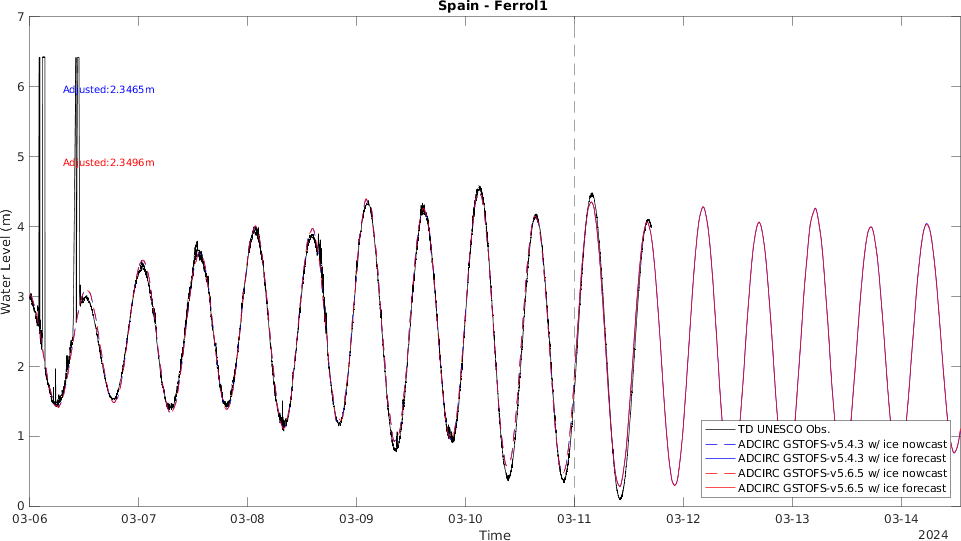 Spain - Ferrol1
7
6
5
4
3
2
1
0
Water Level (m)
Adjusted:2.3465m
Adjusted:2.3496m
TD UNESCO Obs.
ADCIRC GSTOFS-v5.4.3 w/ ice nowcast
ADCIRC GSTOFS-v5.4.3 w/ ice forecast
ADCIRC GSTOFS-v5.6.5 w/ ice nowcast
ADCIRC GSTOFS-v5.6.5 w/ ice forecast
03-06 03-07 03-08 03-09 03-10 03-11 03-12 03-13 03-14
Time
2024